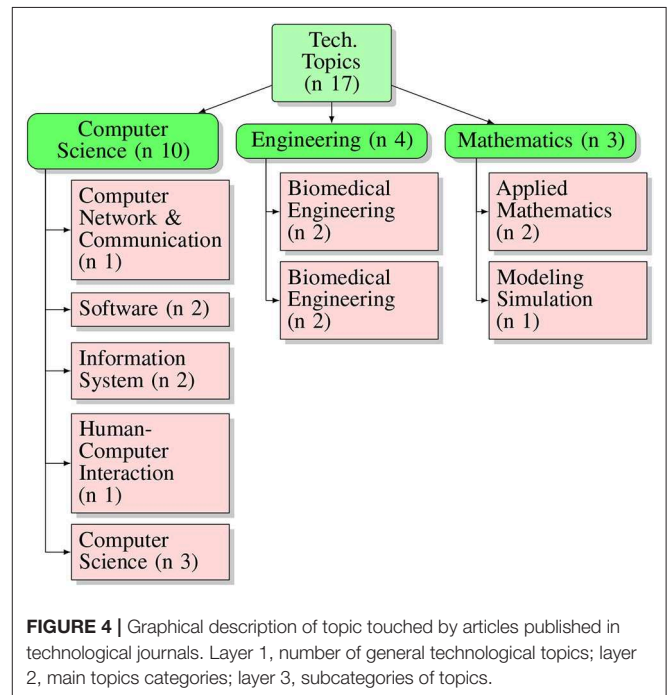 Tech.
Topics
(n 17)
Computer
Science (n 10)
Engineering (n 4)
Mathematics (n 3)
Computer
Network &
Communication
(n 1)
Software (n 2)
Information
System (n 2)
Human-
Computer
Interaction
(n 1)
Computer
Science (n 3)
Biomedical
Engineering
(n 2)
Biomedical
Engineering
(n 2)
Applied
Mathematics
(n 2)
Modeling
Simulation
(n 1)
FIGURE 4 | Graphical description of topic touched by articles published in
technological journals. Layer 1, number of general technological topics; layer
2, main topics categories; layer 3, subcategories of topics.